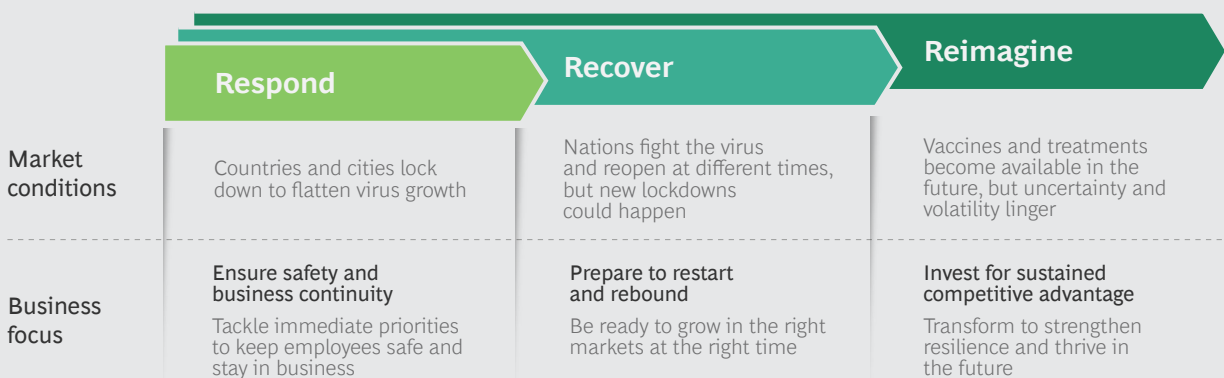 Respond
Recover
Reimagine
Market
conditions
Countries and cities lock
down to flatten virus growth
Nations fight the virus
and reopen at different times,
but new lockdowns
could happen
Vaccines and treatments
become available in the
future, but uncertainty and
volatility linger
Business
focus
Ensure safety and
business continuity
Tackle immediate priorities
to keep employees safe and
stay in business
Prepare to restart
and rebound
Be ready to grow in the right
markets at the right time
Invest for sustained
competitive advantage
Transform to strengthen
resilience and thrive in
the future